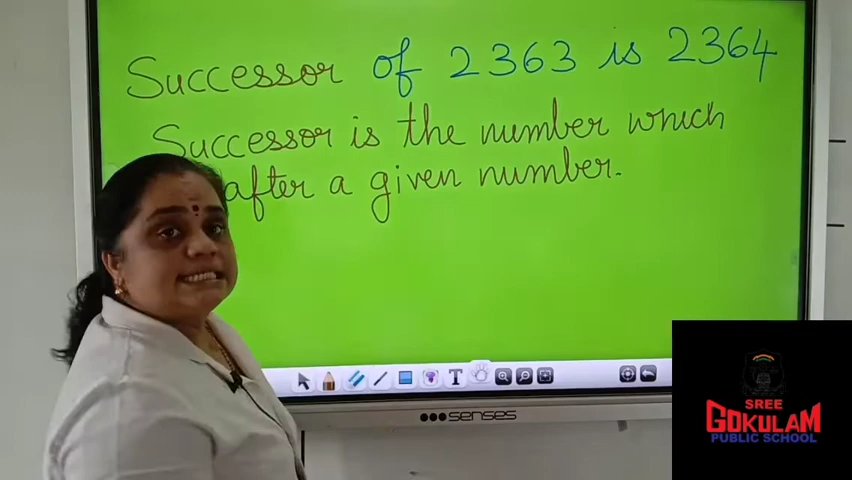 Successor of 2363 is 2364
Successor is the number which
after a given number.
senses
SREE
GOKULAM
PUBLIC SCHOOL